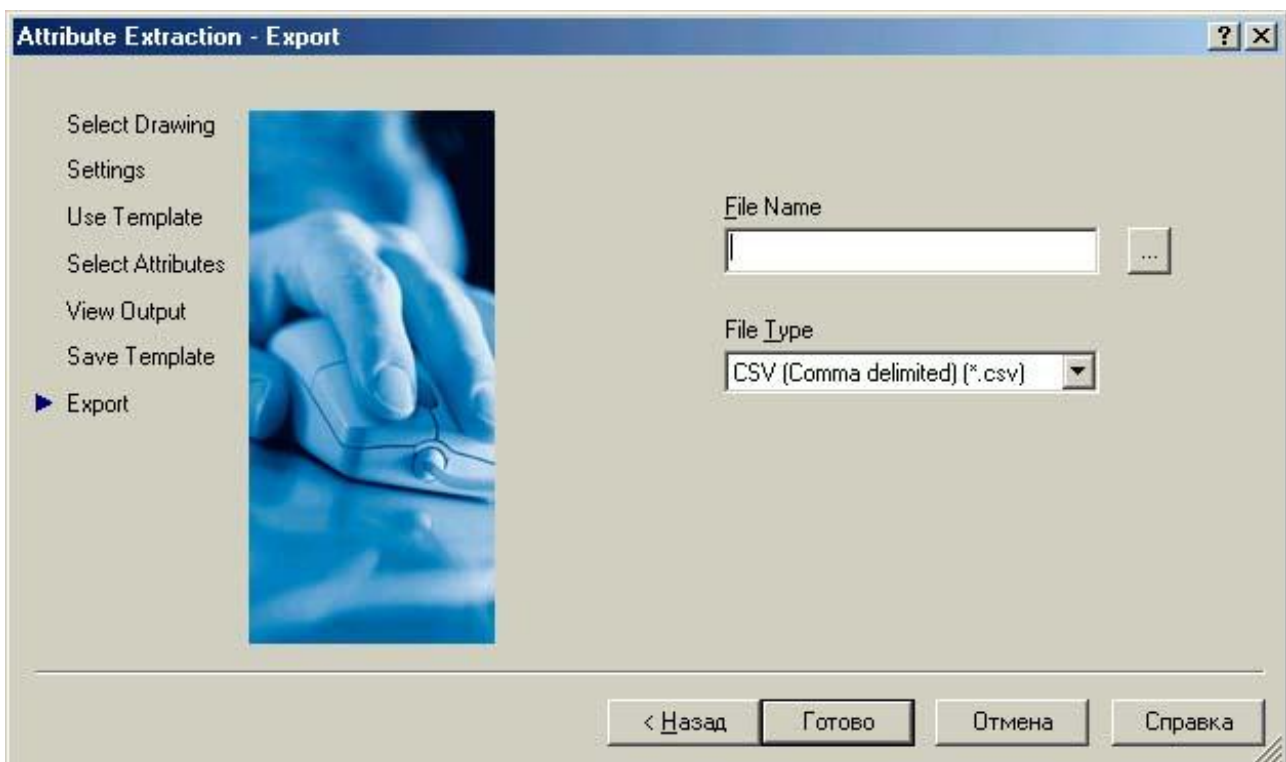 Attribute Extraction - Export
Select Drawing
Settings
Use Template
Select Attributes
View Output
Save Template
Export
File Name
...
File Type
CSV (Comma delimited) (*.csv)
< Назад
Готово
Отмена
Справка